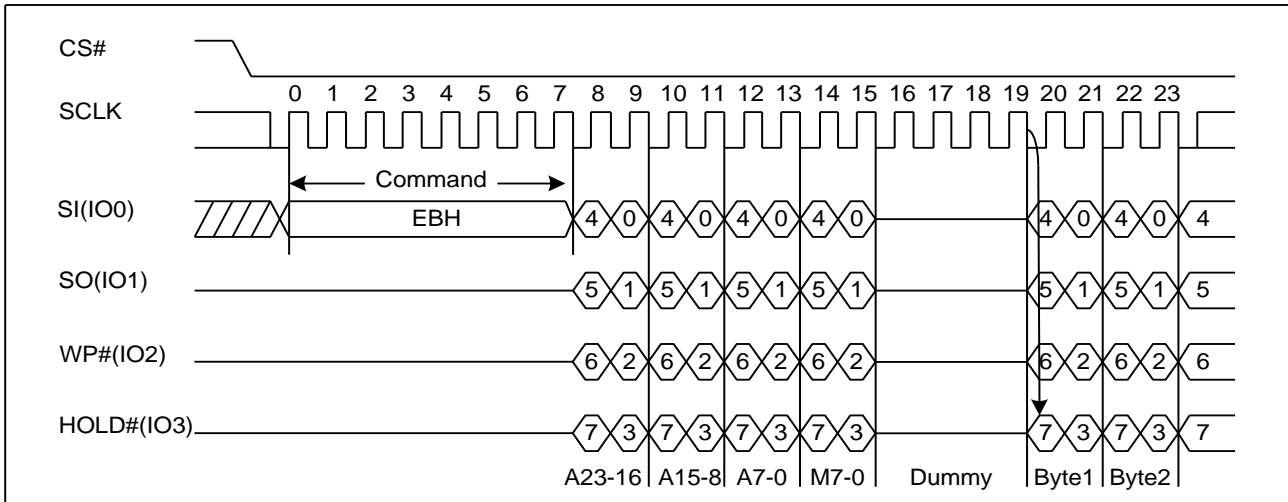 CS#
SCLK 0 1 2 3 4 5 6 7 8 9 10 11 12 13 14 15 16 17 18 19 20 21 22 23
Command
SI(IO0) EBH 4 0 4 0 4 0 4 0 4 0 4 0 4
SO(IO1) 5 1 5 1 5 1 5 1 5 1 5 1 5
WP#(IO2) 6 2 6 2 6 2 6 2 6 2 6 2 6
HOLD#(IO3) 7 3 7 3 7 3 7 3 7 3 7 3 7
A23-16 A15-8 A7-0 M7-0 Dummy Byte1 Byte2